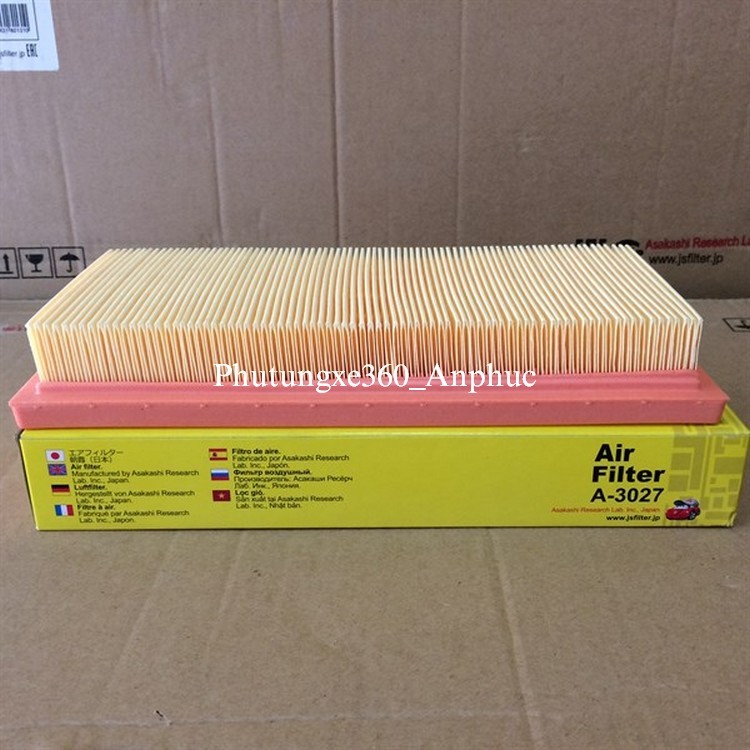 jsfilter.jp EAC
Asakashi Research Lab
www.jsfilter.jp
Phutungxe360_Anphuc
エアフィルター
朝霞(日本)
Air filter.
Manufactured by Asakashi Research
Lab. Inc., Japan.
Luftfilter.
Hergestellt von Asakashi Research
Lab. Inc., Japan.
Filtre à air.
Fabriqué par Asakashi Research
Lab. Inc., Japon.
Filtro de aire.
Fabricado por Asakashi Research
Lab. Inc., Japón.
Фильтр воздушный.
Производитель: Асакаши Ресёрч
Лаб. Инк., Япония.
Lọc gió.
Sản xuất tại Asakashi Research
Lab. Inc., Nhật bản.
Air
Filter
A-3027
Asakashi Research Lab. Inc., Japan
www.jsfilter.jp